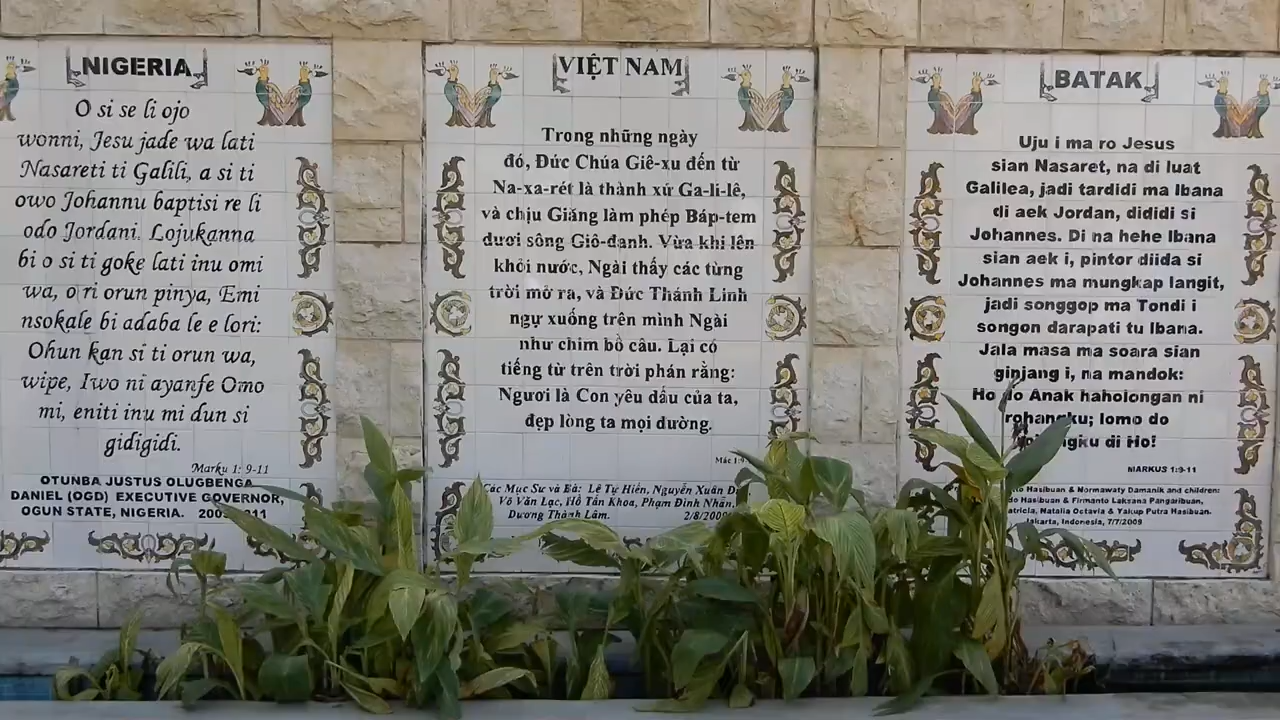 NIGERIA
O si se li ojo
wonni, Jesu jade wa lati
Nasareti ti Galili, a si ti
owo Johannu baptisi re li
odo Jordani. Lojukanna
bi o si ti goke lati inu omi
wa, o ri orun pinya, Emi
nsokale bi adaba le e lori:
Ohun kan si ti orun wa,
wipe, Iwo ni ayanfe Omo
mi, eniti inu mi dun si
gidigidi.
Marku 1: 9-11
OTUNBA JUSTUS OLUGBENGA
DANIEL (OGD) EXECUTIVE GOVERNOR,
OGUN STATE, NIGERIA.
VIỆT NAM
Trong những ngày
đó, Đức Chúa Giê-xu đến từ
Na-xa-rét là thành xứ Ga-li-lê,
và chịu Giăng làm phép Báp-tem
dưới sông Giô-đanh. Vừa khi lên
khỏi nước, Ngài thấy các từng
trời mở ra, và Đức Thánh Linh
ngự xuống trên mình Ngài
như chim bồ câu. Lại có
tiếng từ trên trời phán rằng:
Ngươi là Con yêu dấu của ta,
đẹp lòng ta mọi đường.
Mác
Các Mục Sư và Bà: Lê Tự Hiển, Nguyễn Xuân
Võ Văn Lạc, Hồ Tấn Khoa, Phạm Đình Nhẫn,
Dương Thành Lâm. 2/8/2009
BATAK
Uju i ma ro Jesus
sian Nasaret, na di luat
Galilea, jadi tardidi ma Ibana
di aek Jordan, dididi si
Johannes. Di na hehe Ibana
sian aek i, pintor diida si
Johannes ma mungkap langit,
jadi songgop ma Tondi i
songon darapati tu Ibana.
Jala masa ma soara sian
ginjang i, na mandok:
Ho do Anak haholongan ni
rohangku; lomo do
di Ho!
MARKUS 1:9-11
Hasibuan & Normawaty Damanik and children:
Hasibuan & Firmanto Laksana Pangaribuan,
Natalia Octavia & Yakup Putra Hasibuan.
Jakarta, Indonesia, 7/7/2009